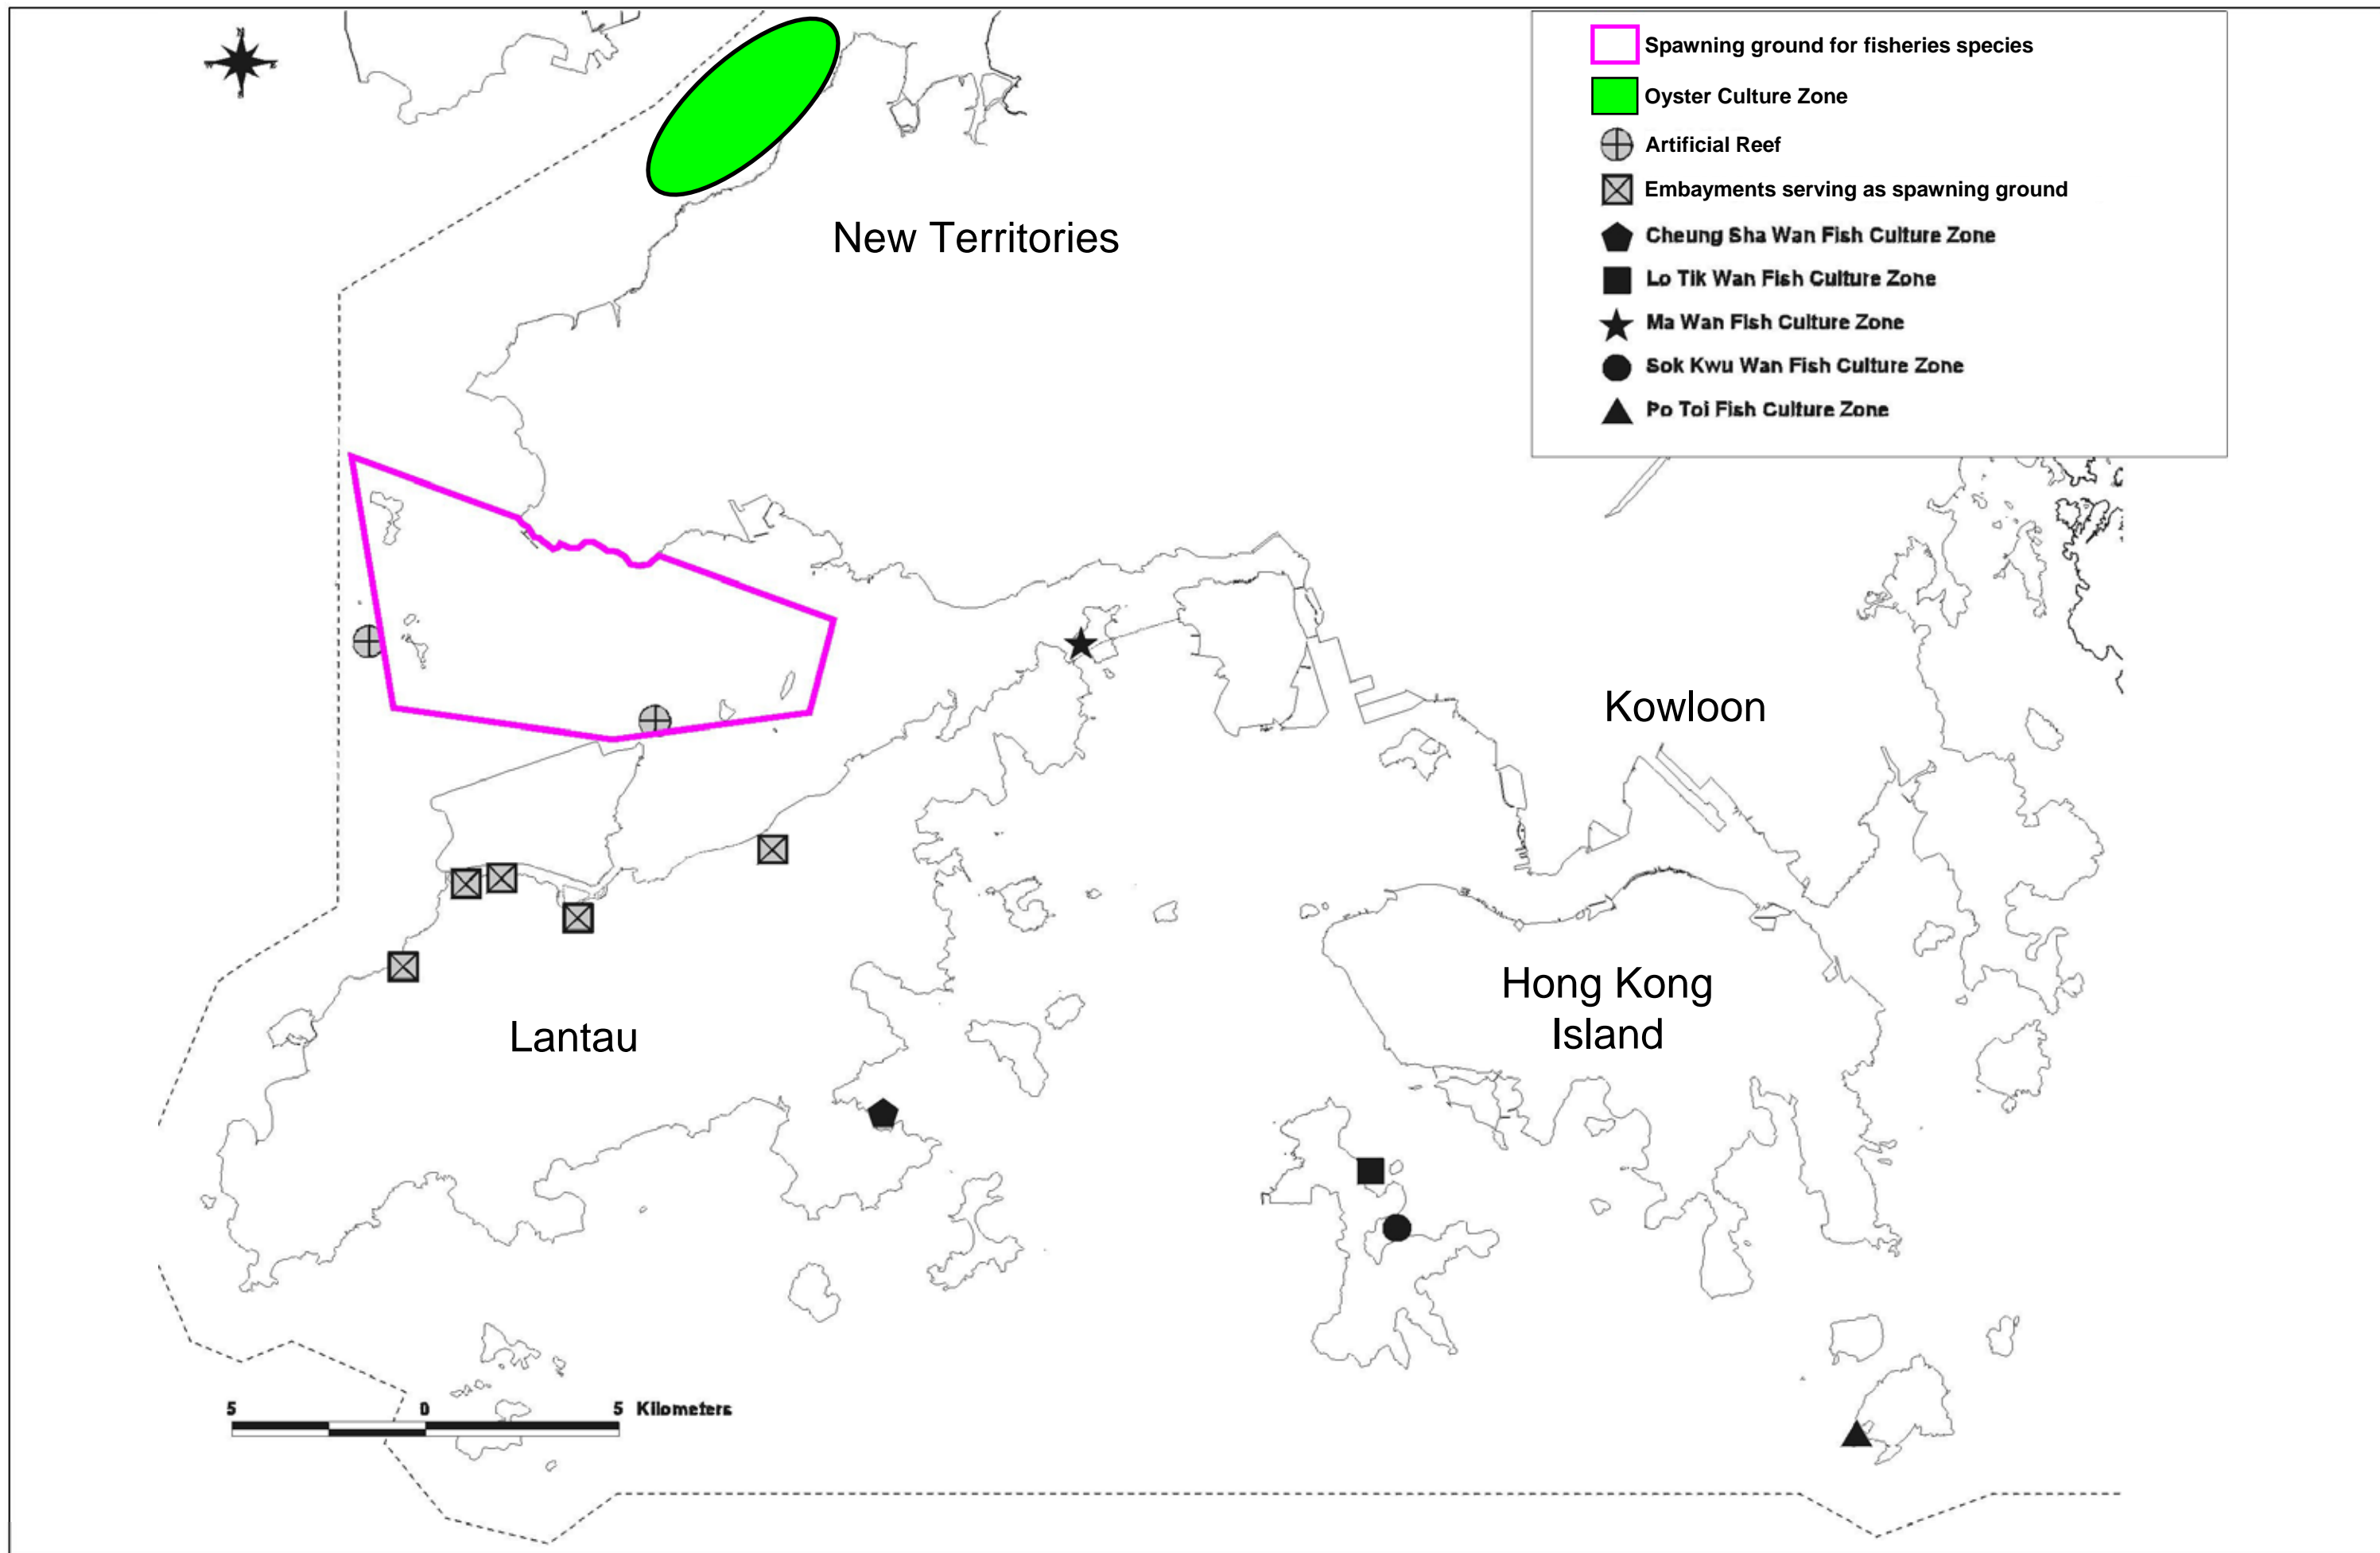 N
W E
S
Spawning ground for fisheries species
Oyster Culture Zone
Artificial Reef
Embayments serving as spawning ground
Cheung Sha Wan Fish Culture Zone
Lo Tik Wan Fish Culture Zone
Ma Wan Fish Culture Zone
Sok Kwu Wan Fish Culture Zone
Po Toi Fish Culture Zone
New Territories
Kowloon
Hong Kong
Island
Lantau
5 0 5 Kilometers